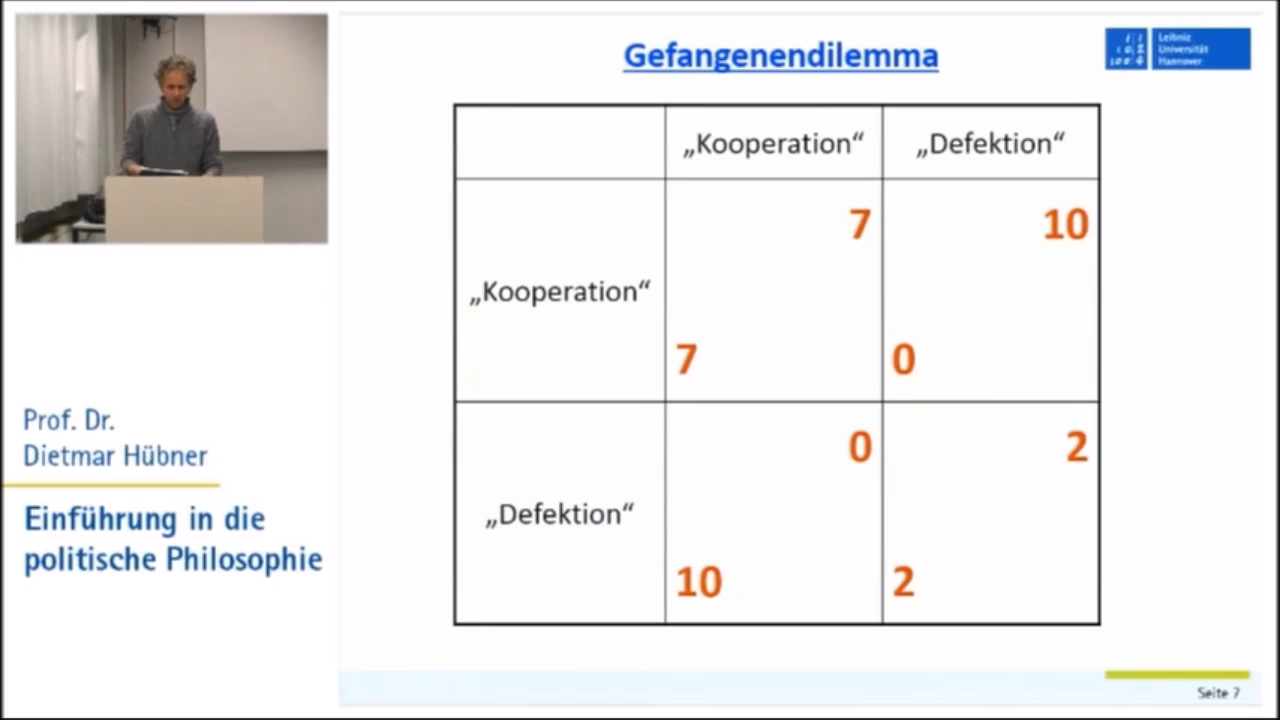 Gefangenendilemma
Leibniz
Universität
Hannover
„Kooperation“ „Defektion“
7 10
„Kooperation“
7 0
0 2
„Defektion“
10 2
Prof. Dr.
Dietmar Hübner
Einführung in die
politische Philosophie
Seite 7